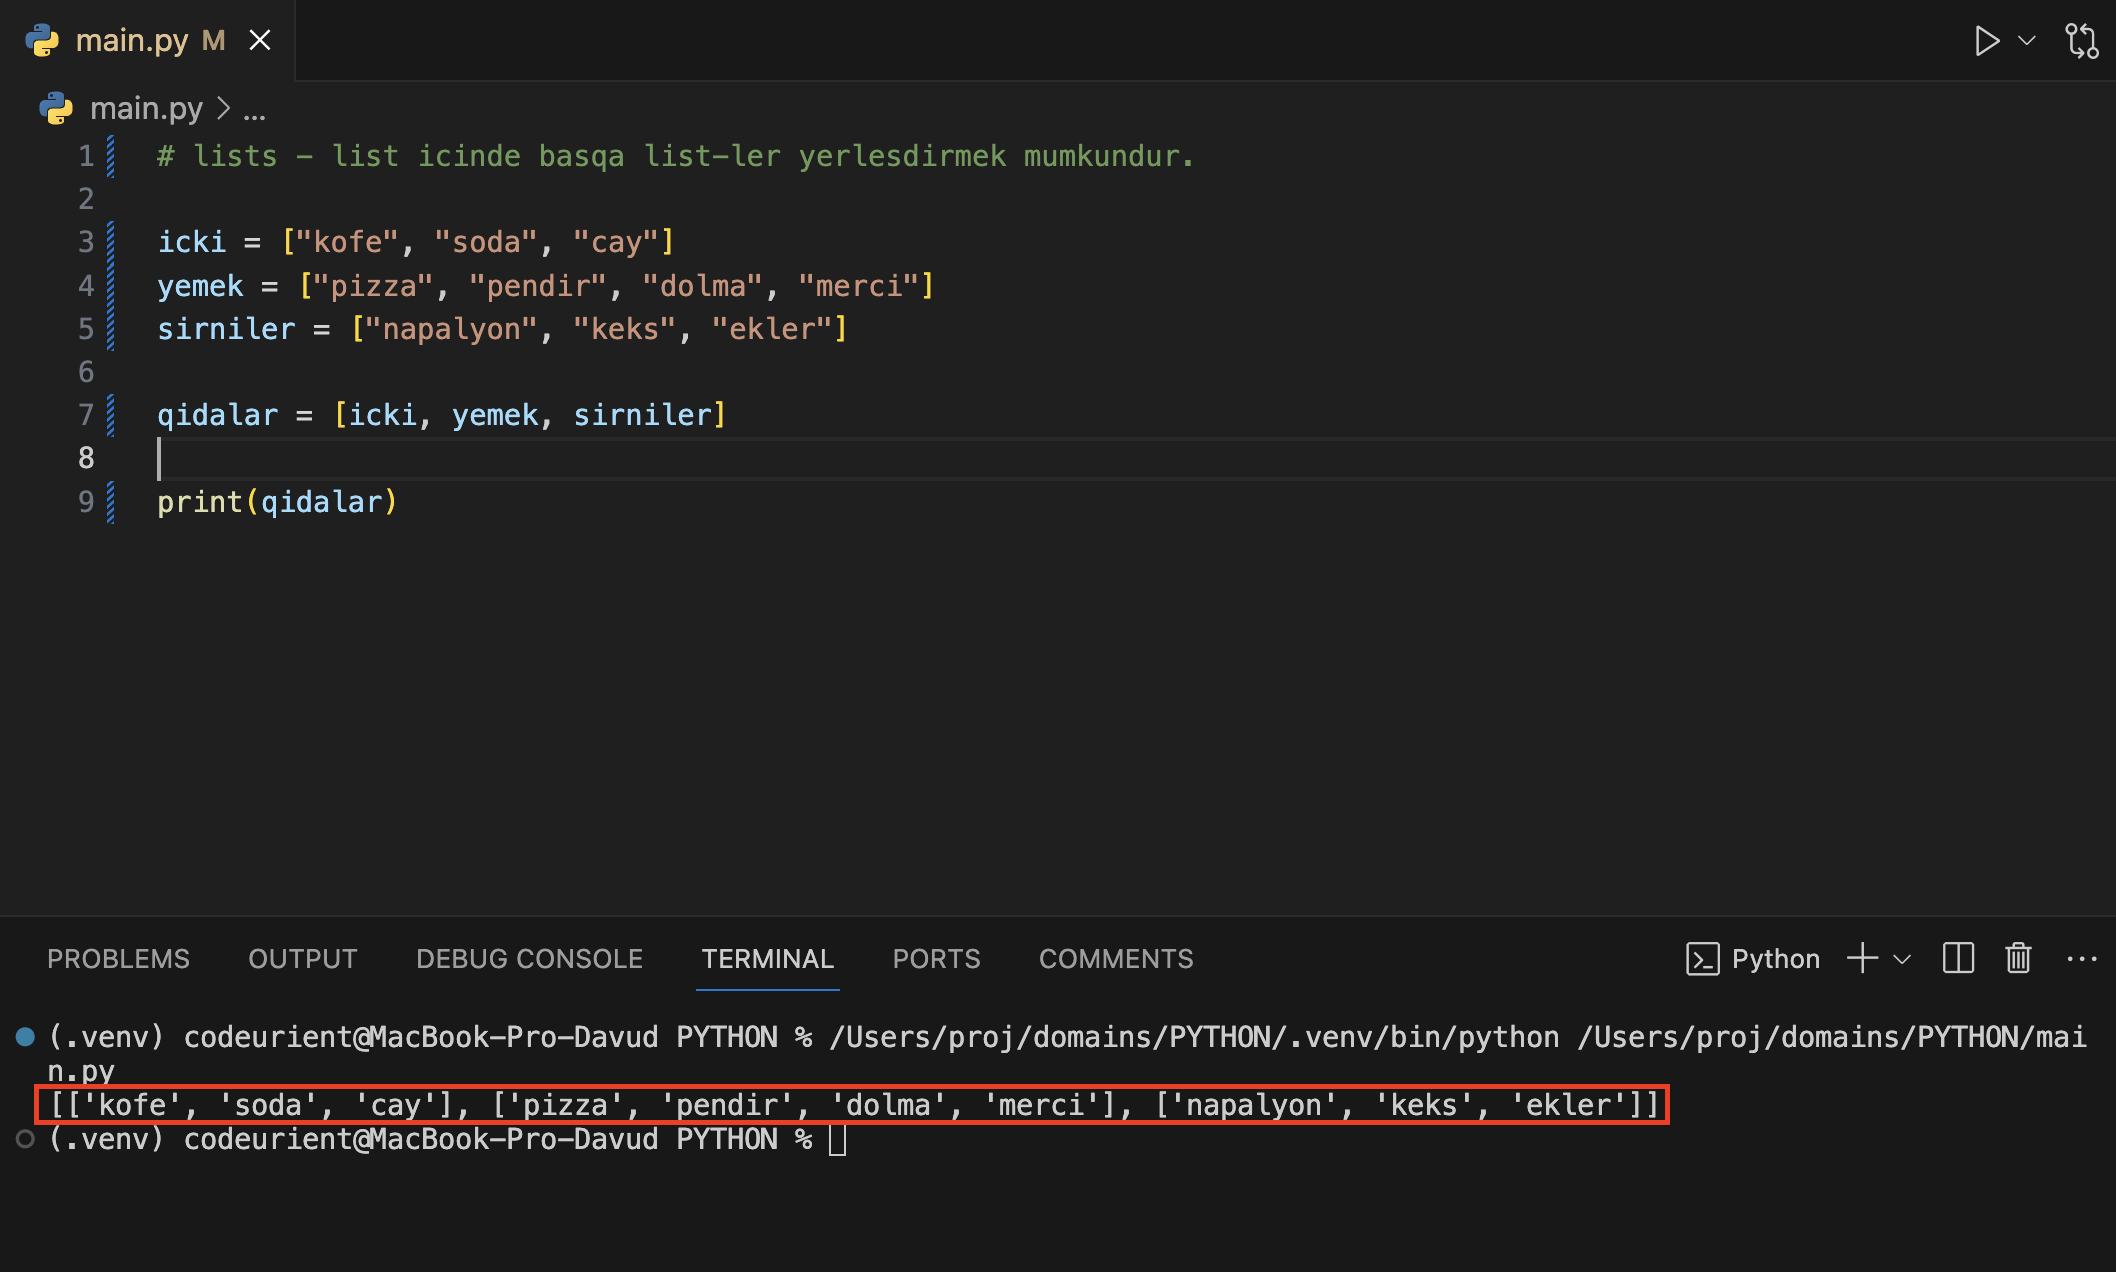 main.py M
main.py > ...
1 # lists - list icinde basqa list-ler yerlesdirmek mumkundur.
2
3 icki = ["kofe", "soda", "cay"]
4 yemek = ["pizza", "pendir", "dolma", "merci"]
5 sirniler = ["napalyon", "keks", "ekler"]
6
7 qidalar = [icki, yemek, sirniler]
8
9 print(qidalar)
PROBLEMS OUTPUT DEBUG CONSOLE TERMINAL PORTS COMMENTS Python
(.venv) codeurient@MacBook-Pro-Davud PYTHON % /Users/proj/domains/PYTHON/.venv/bin/python /Users/proj/domains/PYTHON/mai
n.py
[['kofe', 'soda', 'cay'], ['pizza', 'pendir', 'dolma', 'merci'], ['napalyon', 'keks', 'ekler']]
(.venv) codeurient@MacBook-Pro-Davud PYTHON %